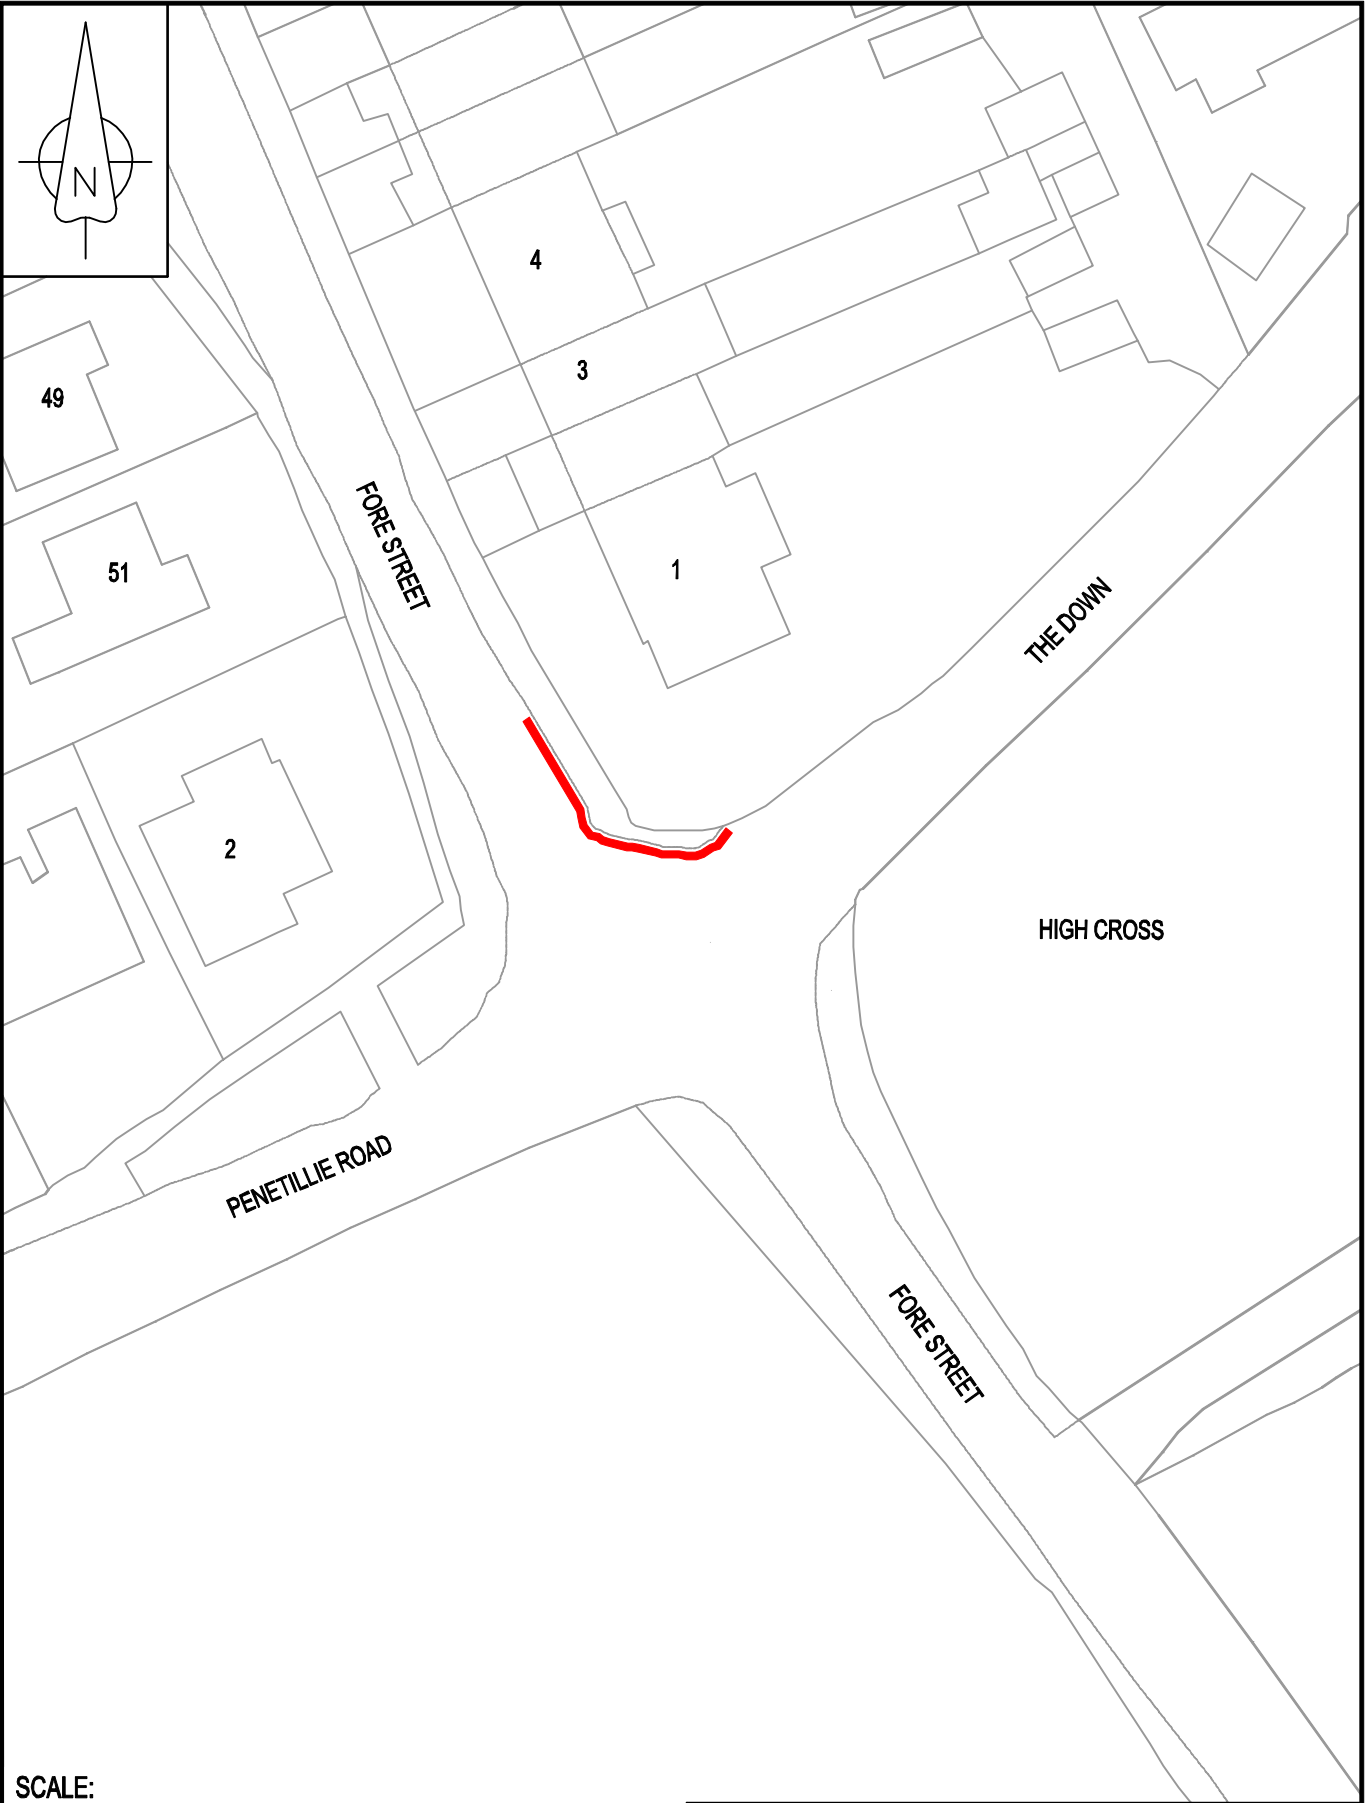 N
4
3
49
FORE STREET
51
1
THE DOWN
2
HIGH CROSS
PENETILLIE ROAD
FORE STREET
SCALE: